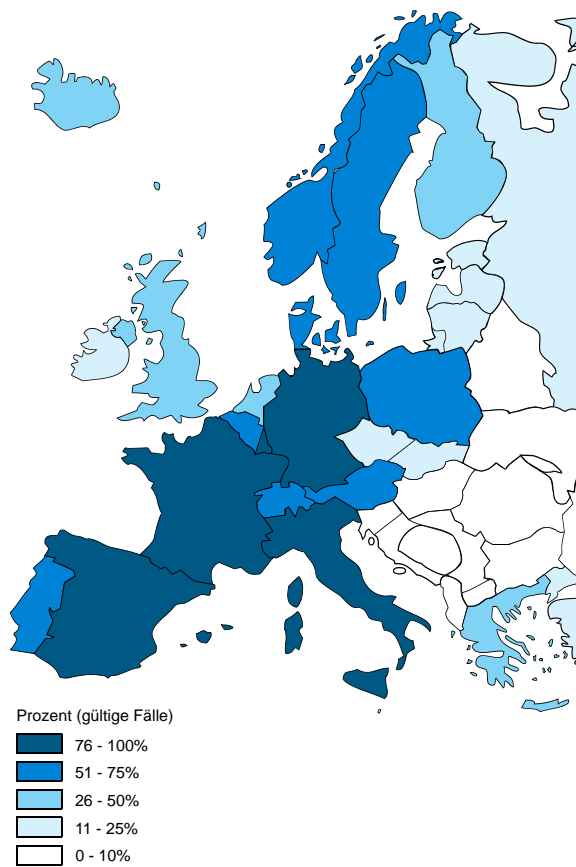 Prozent (gültige Fälle)
76 - 100%
51 - 75%
26 - 50%
11 - 25%
0 - 10%